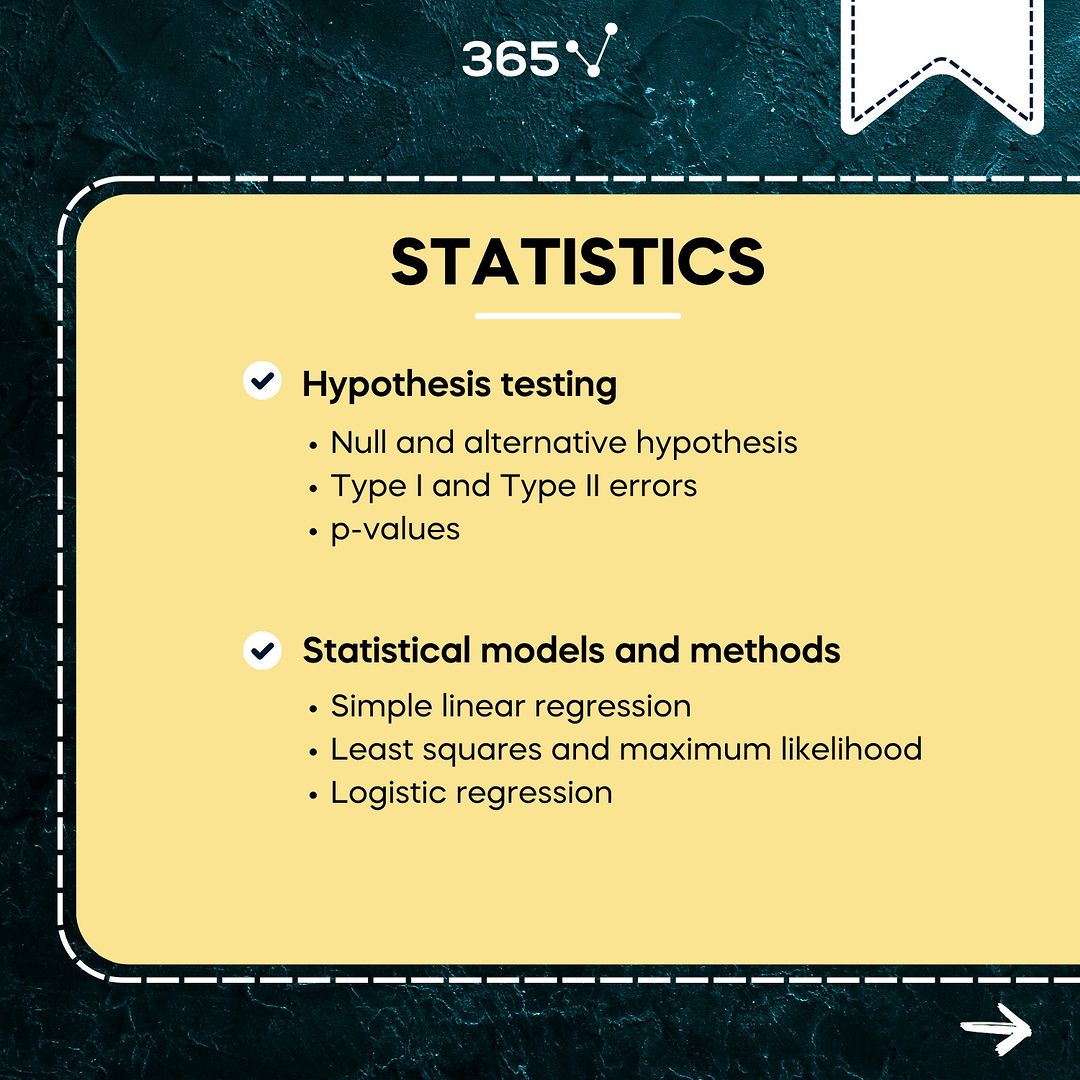 365
STATISTICS
Hypothesis testing
• Null and alternative hypothesis
• Type I and Type II errors
• p-values
Statistical models and methods
• Simple linear regression
• Least squares and maximum likelihood
• Logistic regression